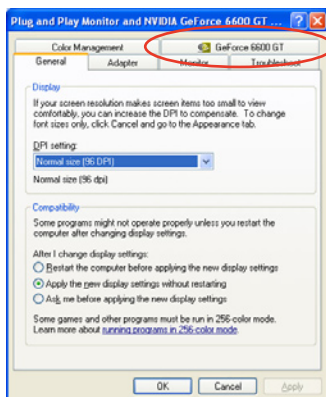 Plug and Play Monitor and NVIDIA GeForce 6600 GT ...
Color Management
GeForce 6600 GT
General
Adapter
Monitor
Troubleshoot
Display
If your screen resolution makes screen items too small to view
comfortably, you can increase the DPI to compensate. To change
font sizes only, click Cancel and go to the Appearance tab.
DPI setting:
Normal size (96 DPI)
Normal size (96 dpi)
Compatibility
Some programs might not operate properly unless you restart the
computer after changing display settings.
After I change display settings:
Restart the computer before applying the new display settings
Apply the new display settings without restarting
Ask me before applying the new display settings
Some games and other programs must be run in 256-color mode.
Learn more about running programs in 256-color mode.
OK
Cancel
Apply